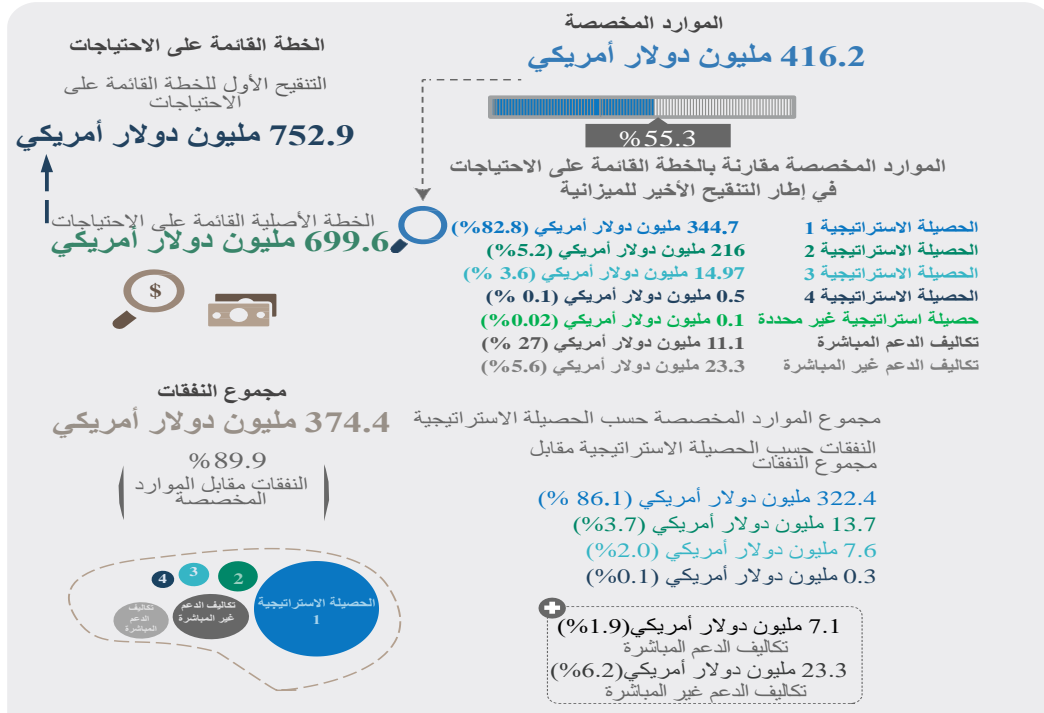 الموارد المخصصة
416.2 مليون دولار أمريكي
%55.3
الموارد المخصصة مقارنة بالخطة القائمة على الاحتياجات
في إطار التنقيح الأخير للميزانية
الحصيلة الاستراتيجية 1 344.7 مليون دولار أمريكي (82.8%)
الحصيلة الاستراتيجية 2 216 مليون دولار أمريكي (5.2%)
الحصيلة الاستراتيجية 3 14.97 مليون دولار أمريكي (3.6 %)
الحصيلة الاستراتيجية 4 0.5 مليون دولار أمريكي (0.1 %)
حصيلة استراتيجية غير محددة 0.1 مليون دولار أمريكي (0.02%)
تكاليف الدعم المباشرة 11.1 مليون دولار أمريكي (27 %)
تكاليف الدعم غير المباشرة 23.3 مليون دولار أمريكي (5.6%)
الخطة القائمة على الاحتياجات
التنقيح الأول للخطة القائمة على
الاحتياجات
752.9 مليون دولار أمريكي
الخطة الأصلية القائمة على الاحتياجات
699.6 مليون دولار أمريكي
$
مجموع الموارد المخصصة حسب الحصيلة الاستراتيجية
النفقات حسب الحصيلة الاستراتيجية مقابل
مجموع النفقات
322.4 مليون دولار أمريكي (86.1 %)
13.7 مليون دولار أمريكي (3.7%)
7.6 مليون دولار أمريكي (2.0%)
0.3 مليون دولار أمريكي (0.1%)
7.1 مليون دولار أمريكي(1.9%)
تكاليف الدعم المباشرة
23.3 مليون دولار أمريكي(6.2%)
تكاليف الدعم غير المباشرة
مجموع النفقات
374.4 مليون دولار أمريكي
%89.9
النفقات مقابل الموارد
المخصصة
الحصيلة الاستراتيجية
1
2
3
4
تكاليف الدعم
غير المباشرة
تكاليف
الدعم
المباشرة